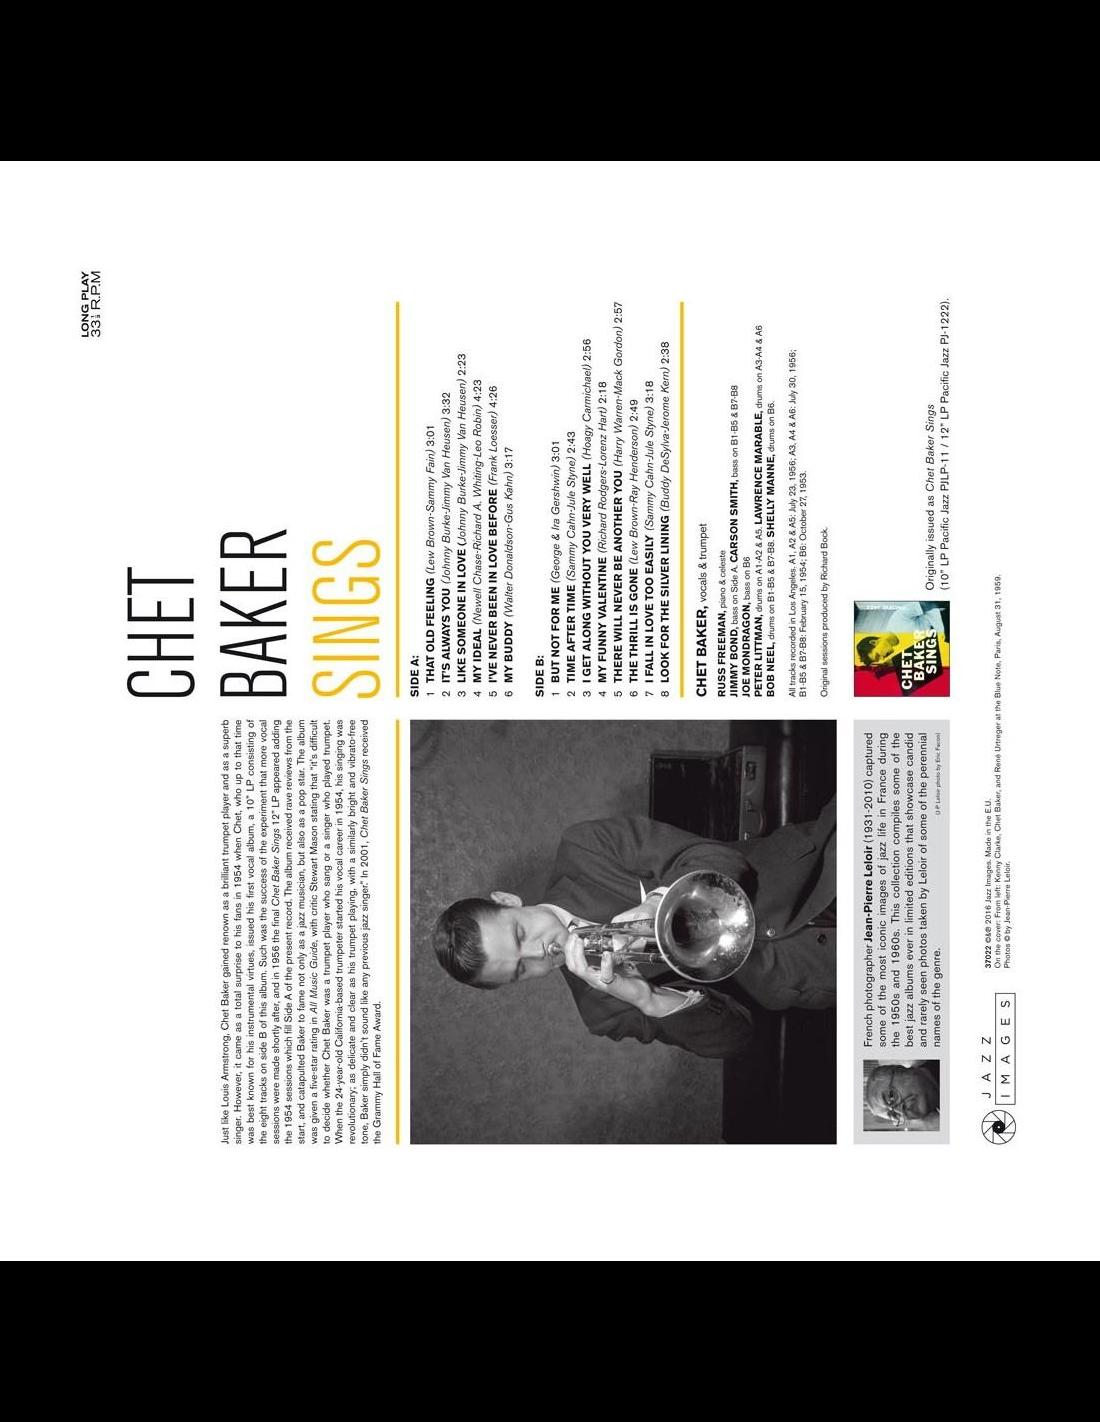 LONG PLAY
33⅓ R.P.M
CHET
BAKER
SINGS
Just like Louis Armstrong, Chet Baker gained renown as a brilliant trumpet player and as a superb
singer. However, it came as a total surprise to his fans in 1954 when Chet, who up to that time
was best known for his instrumental virtues, issued his first vocal album, a 10" LP consisting of
the eight tracks on side B of this album. Such was the success of the experiment that more vocal
sessions were made shortly after, and in 1956 the final Chet Baker Sings 12" LP appeared adding
the 1954 sessions which fill Side A of the present record. The album received rave reviews from the
start, and catapulted Baker to fame not only as a jazz musician, but also as a pop star. The album
was given a five-star rating in All Music Guide, with critic Stewart Mason stating that "it's difficult
to decide whether Chet Baker was a trumpet player who sang or a singer who played trumpet.
When the 24-year-old California-based trumpeter started his vocal career in 1954, his singing was
revolutionary; as delicate and clear as his trumpet playing, with a similarly bright and vibrato-free
tone, Baker simply didn't sound like any previous jazz singer." In 2001, Chet Baker Sings received
the Grammy Hall of Fame Award.
SIDE A:
1 THAT OLD FEELING (Lew Brown-Sammy Fain) 3:01
2 IT'S ALWAYS YOU (Johnny Burke-Jimmy Van Heusen) 3:32
3 LIKE SOMEONE IN LOVE (Johnny Burke-Jimmy Van Heusen) 2:23
4 MY IDEAL (Newell Chase-Richard A. Whiting-Leo Robin) 4:23
5 I'VE NEVER BEEN IN LOVE BEFORE (Frank Loesser) 4:26
6 MY BUDDY (Walter Donaldson-Gus Kahn) 3:17
SIDE B:
1 BUT NOT FOR ME (George & Ira Gershwin) 3:01
2 TIME AFTER TIME (Sammy Cahn-Jule Styne) 2:43
3 I GET ALONG WITHOUT YOU VERY WELL (Hoagy Carmichael) 2:56
4 MY FUNNY VALENTINE (Richard Rodgers-Lorenz Hart) 2:18
5 THERE WILL NEVER BE ANOTHER YOU (Harry Warren-Mack Gordon) 2:57
6 THE THRILL IS GONE (Lew Brown-Ray Henderson) 2:49
7 I FALL IN LOVE TOO EASILY (Sammy Cahn-Jule Styne) 3:18
8 LOOK FOR THE SILVER LINING (Buddy DeSylva-Jerome Kern) 2:38
CHET BAKER, vocals & trumpet
RUSS FREEMAN, piano & celeste
JIMMY BOND, bass on Side A. CARSON SMITH, bass on B1-B5 & B7-B8
JOE MONDRAGON, bass on B6
PETER LITTMAN, drums on A1-A2 & A5. LAWRENCE MARABLE, drums on A3-A4 & A6
BOB NEEL, drums on B1-B5 & B7-B8. SHELLY MANNE, drums on B6.
All tracks recorded in Los Angeles. A1, A2 & A5: July 23, 1956; A3, A4 & A6: July 30, 1956;
B1-B5 & B7-B8: February 15, 1954; B6: October 27, 1953.
Original sessions produced by Richard Bock.
French photographer Jean-Pierre Leloir (1931-2010) captured
some of the most iconic images of jazz life in France during
the 1950s and 1960s. This collection compiles some of the
best jazz albums ever in limited editions that showcase candid
and rarely seen photos taken by Leloir of some of the perennial
names of the genre.
CHET
BAKER
SINGS
Originally issued as Chet Baker Sings
(10" LP Pacific Jazz PJLP-11 / 12" LP Pacific Jazz PJ-1222).
JAZZ
IMAGES
37022 ©&℗ 2016 Jazz Images. Made in the E.U.
On the cover: From left: Kenny Clarke, Chet Baker, and René Urtreger at the Blue Note, Paris, August 31, 1959.
Photos © by Jean-Pierre Leloir.